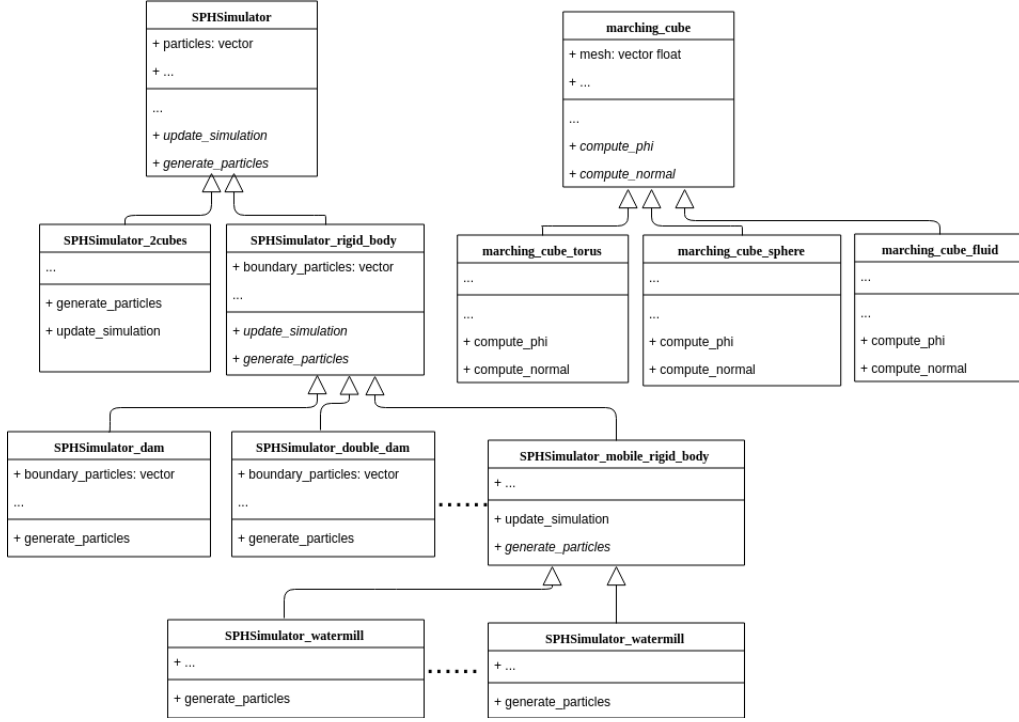 SPHSimulator
+ particles: vector
+ ...
...
+ update_simulation
+ generate_particles
marching_cube
+ mesh: vector float
+ ...
...
+ compute_phi
+ compute_normal
SPHSimulator_2cubes
...
+ generate_particles
+ update_simulation
SPHSimulator_rigid_body
+ boundary_particles: vector
...
+ update_simulation
+ generate_particles
marching_cube_torus
...
...
+ compute_phi
+ compute_normal
marching_cube_sphere
...
...
+ compute_phi
+ compute_normal
marching_cube_fluid
...
...
+ compute_phi
+ compute_normal
SPHSimulator_dam
+ boundary_particles: vector
...
+ generate_particles
SPHSimulator_double_dam
+ boundary_particles: vector
...
+ generate_particles
......
SPHSimulator_mobile_rigid_body
+ ...
+ update_simulation
+ generate_particles
SPHSimulator_watermill
+ ...
+ generate_particles
......
SPHSimulator_watermill
+ ...
+ generate_particles